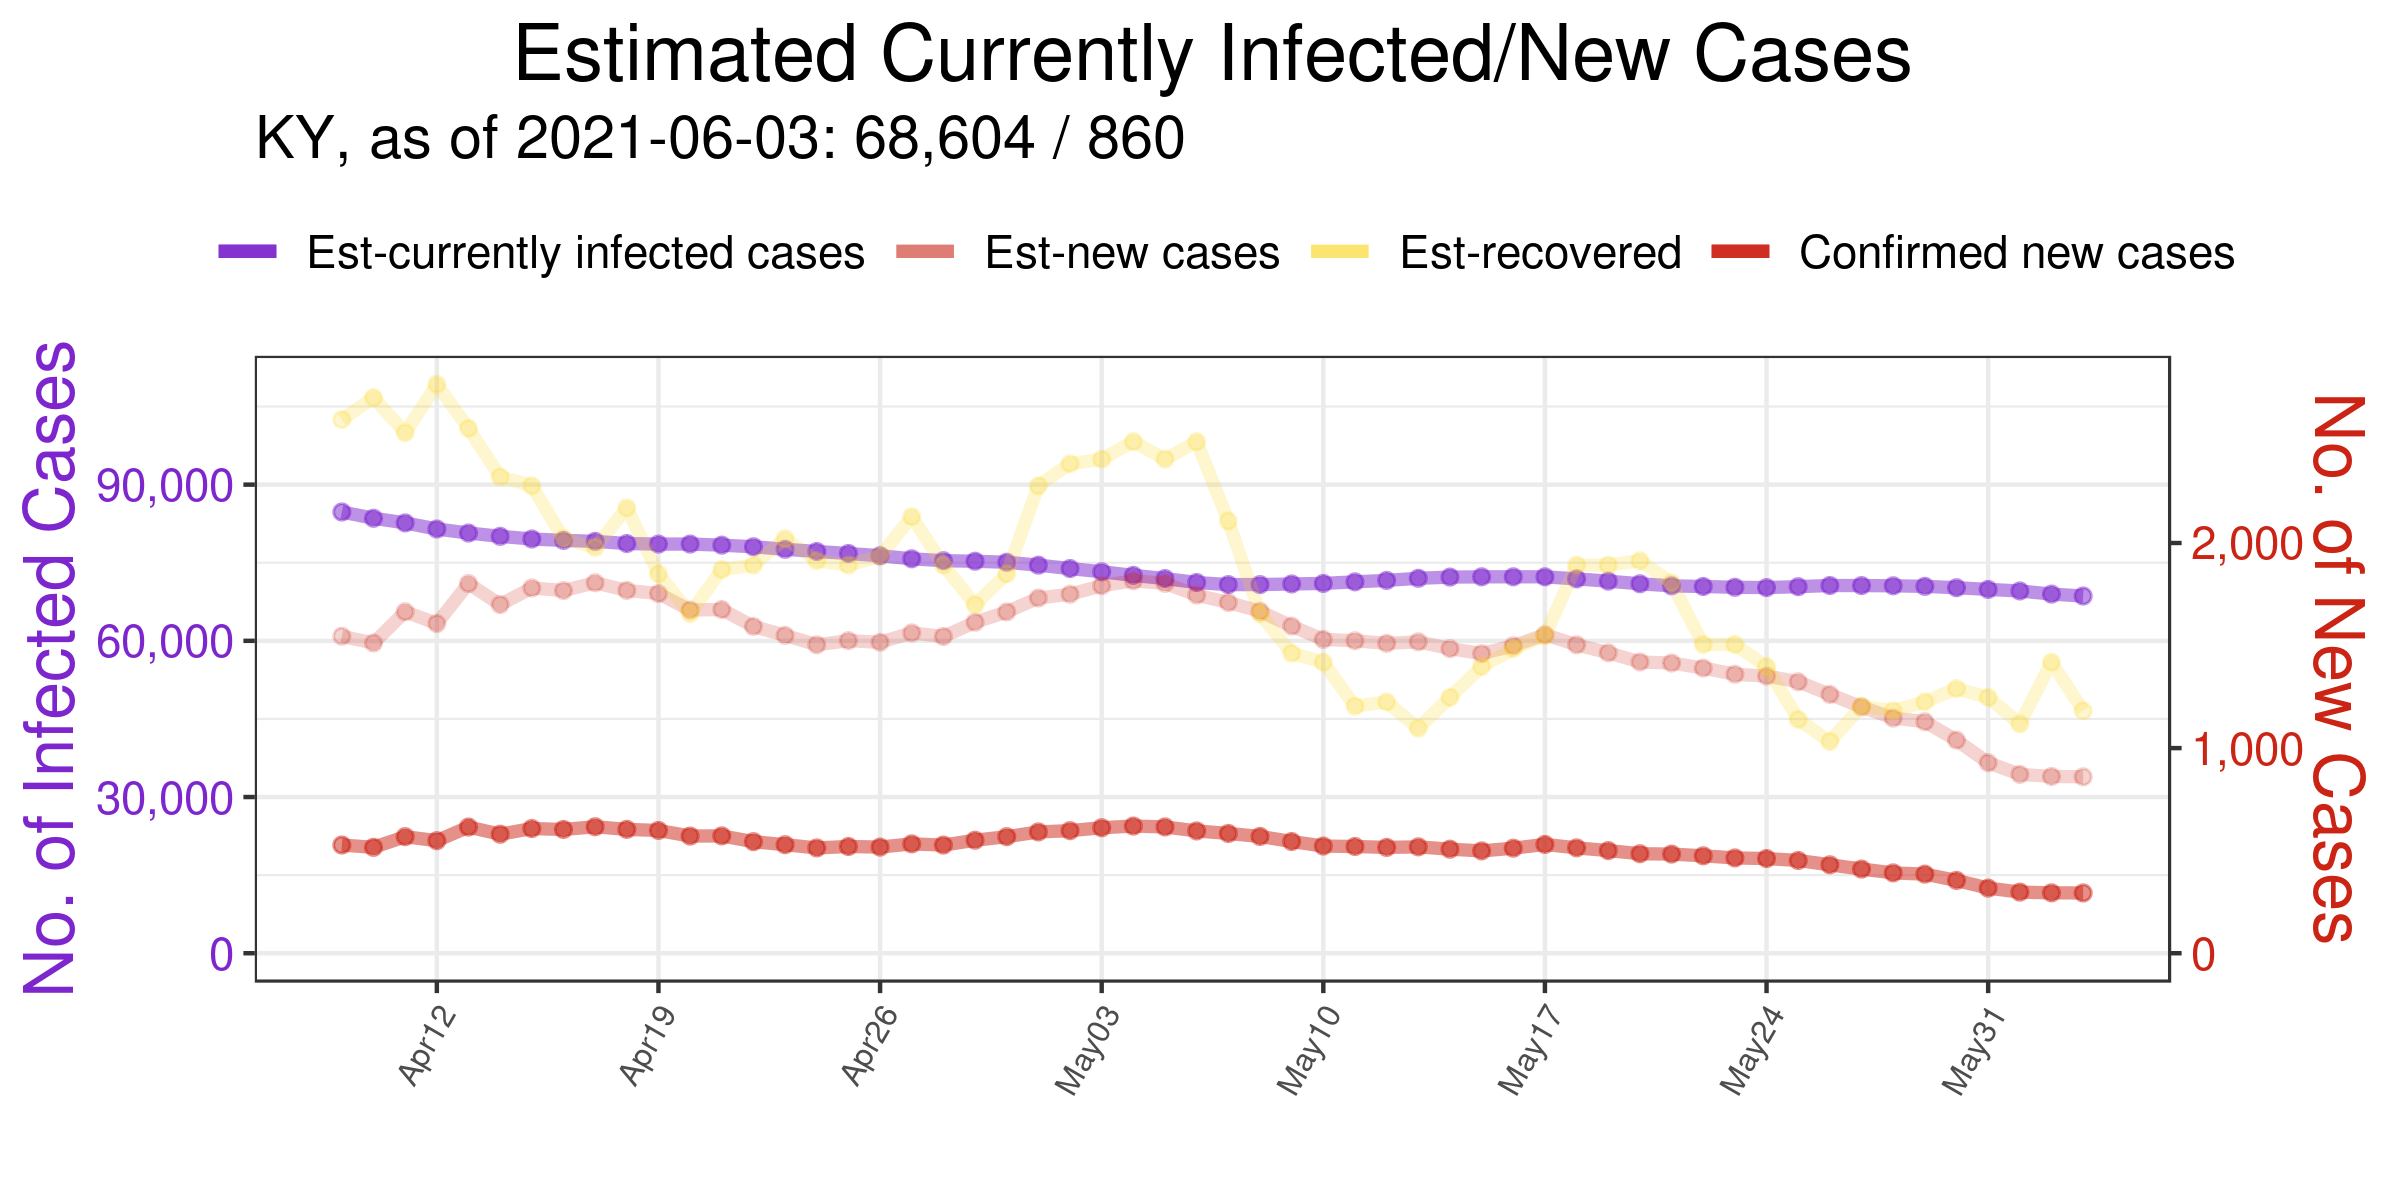 Estimated Currently Infected/New Cases
KY, as of 2021-06-03: 68,604 / 860
Est-currently infected cases Est-new cases Est-recovered Confirmed new cases
No. of Infected Cases
90,000
60,000
30,000
0
2,000
1,000
0
No. of New Cases
Apr12 Apr19 Apr26 May03 May10 May17 May24 May31